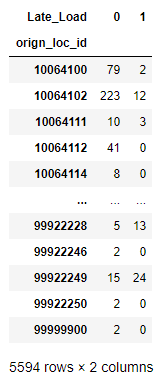 Late_Load 0 1
orign_loc_id
10064100 79 2
10064102 223 12
10064111 10 3
10064112 41 0
10064114 8 0
... ... ...
99922228 5 13
99922246 2 0
99922249 15 24
99922250 2 0
99999900 2 0
5594 rows × 2 columns